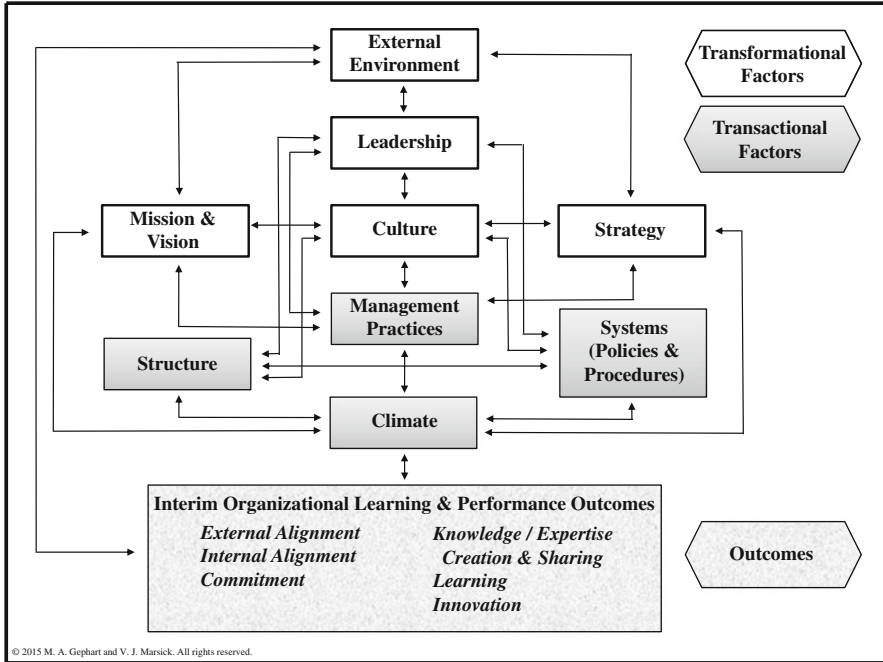 External
Environment
Transformational
Factors
Transactional
Factors
Leadership
Mission &
Vision
Culture
Strategy
Management
Practices
Systems
(Policies &
Procedures)
Structure
Climate
Interim Organizational Learning & Performance Outcomes
External Alignment
Internal Alignment
Commitment
Knowledge / Expertise
Creation & Sharing
Learning
Innovation
Outcomes
© 2015 M. A. Gephart and V. J. Marsick. All rights reserved.